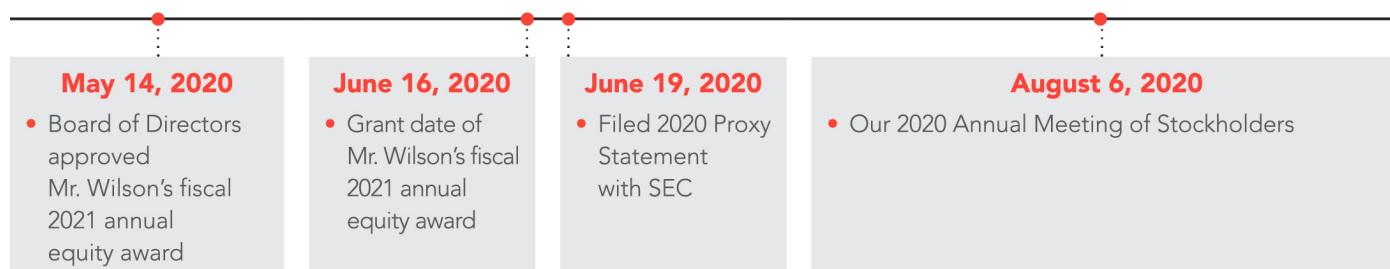 May 14, 2020
• Board of Directors
approved
Mr. Wilson’s fiscal
2021 annual
equity award
June 16, 2020
• Grant date of
Mr. Wilson’s fiscal
2021 annual
equity award
June 19, 2020
• Filed 2020 Proxy
Statement
with SEC
August 6, 2020
• Our 2020 Annual Meeting of Stockholders